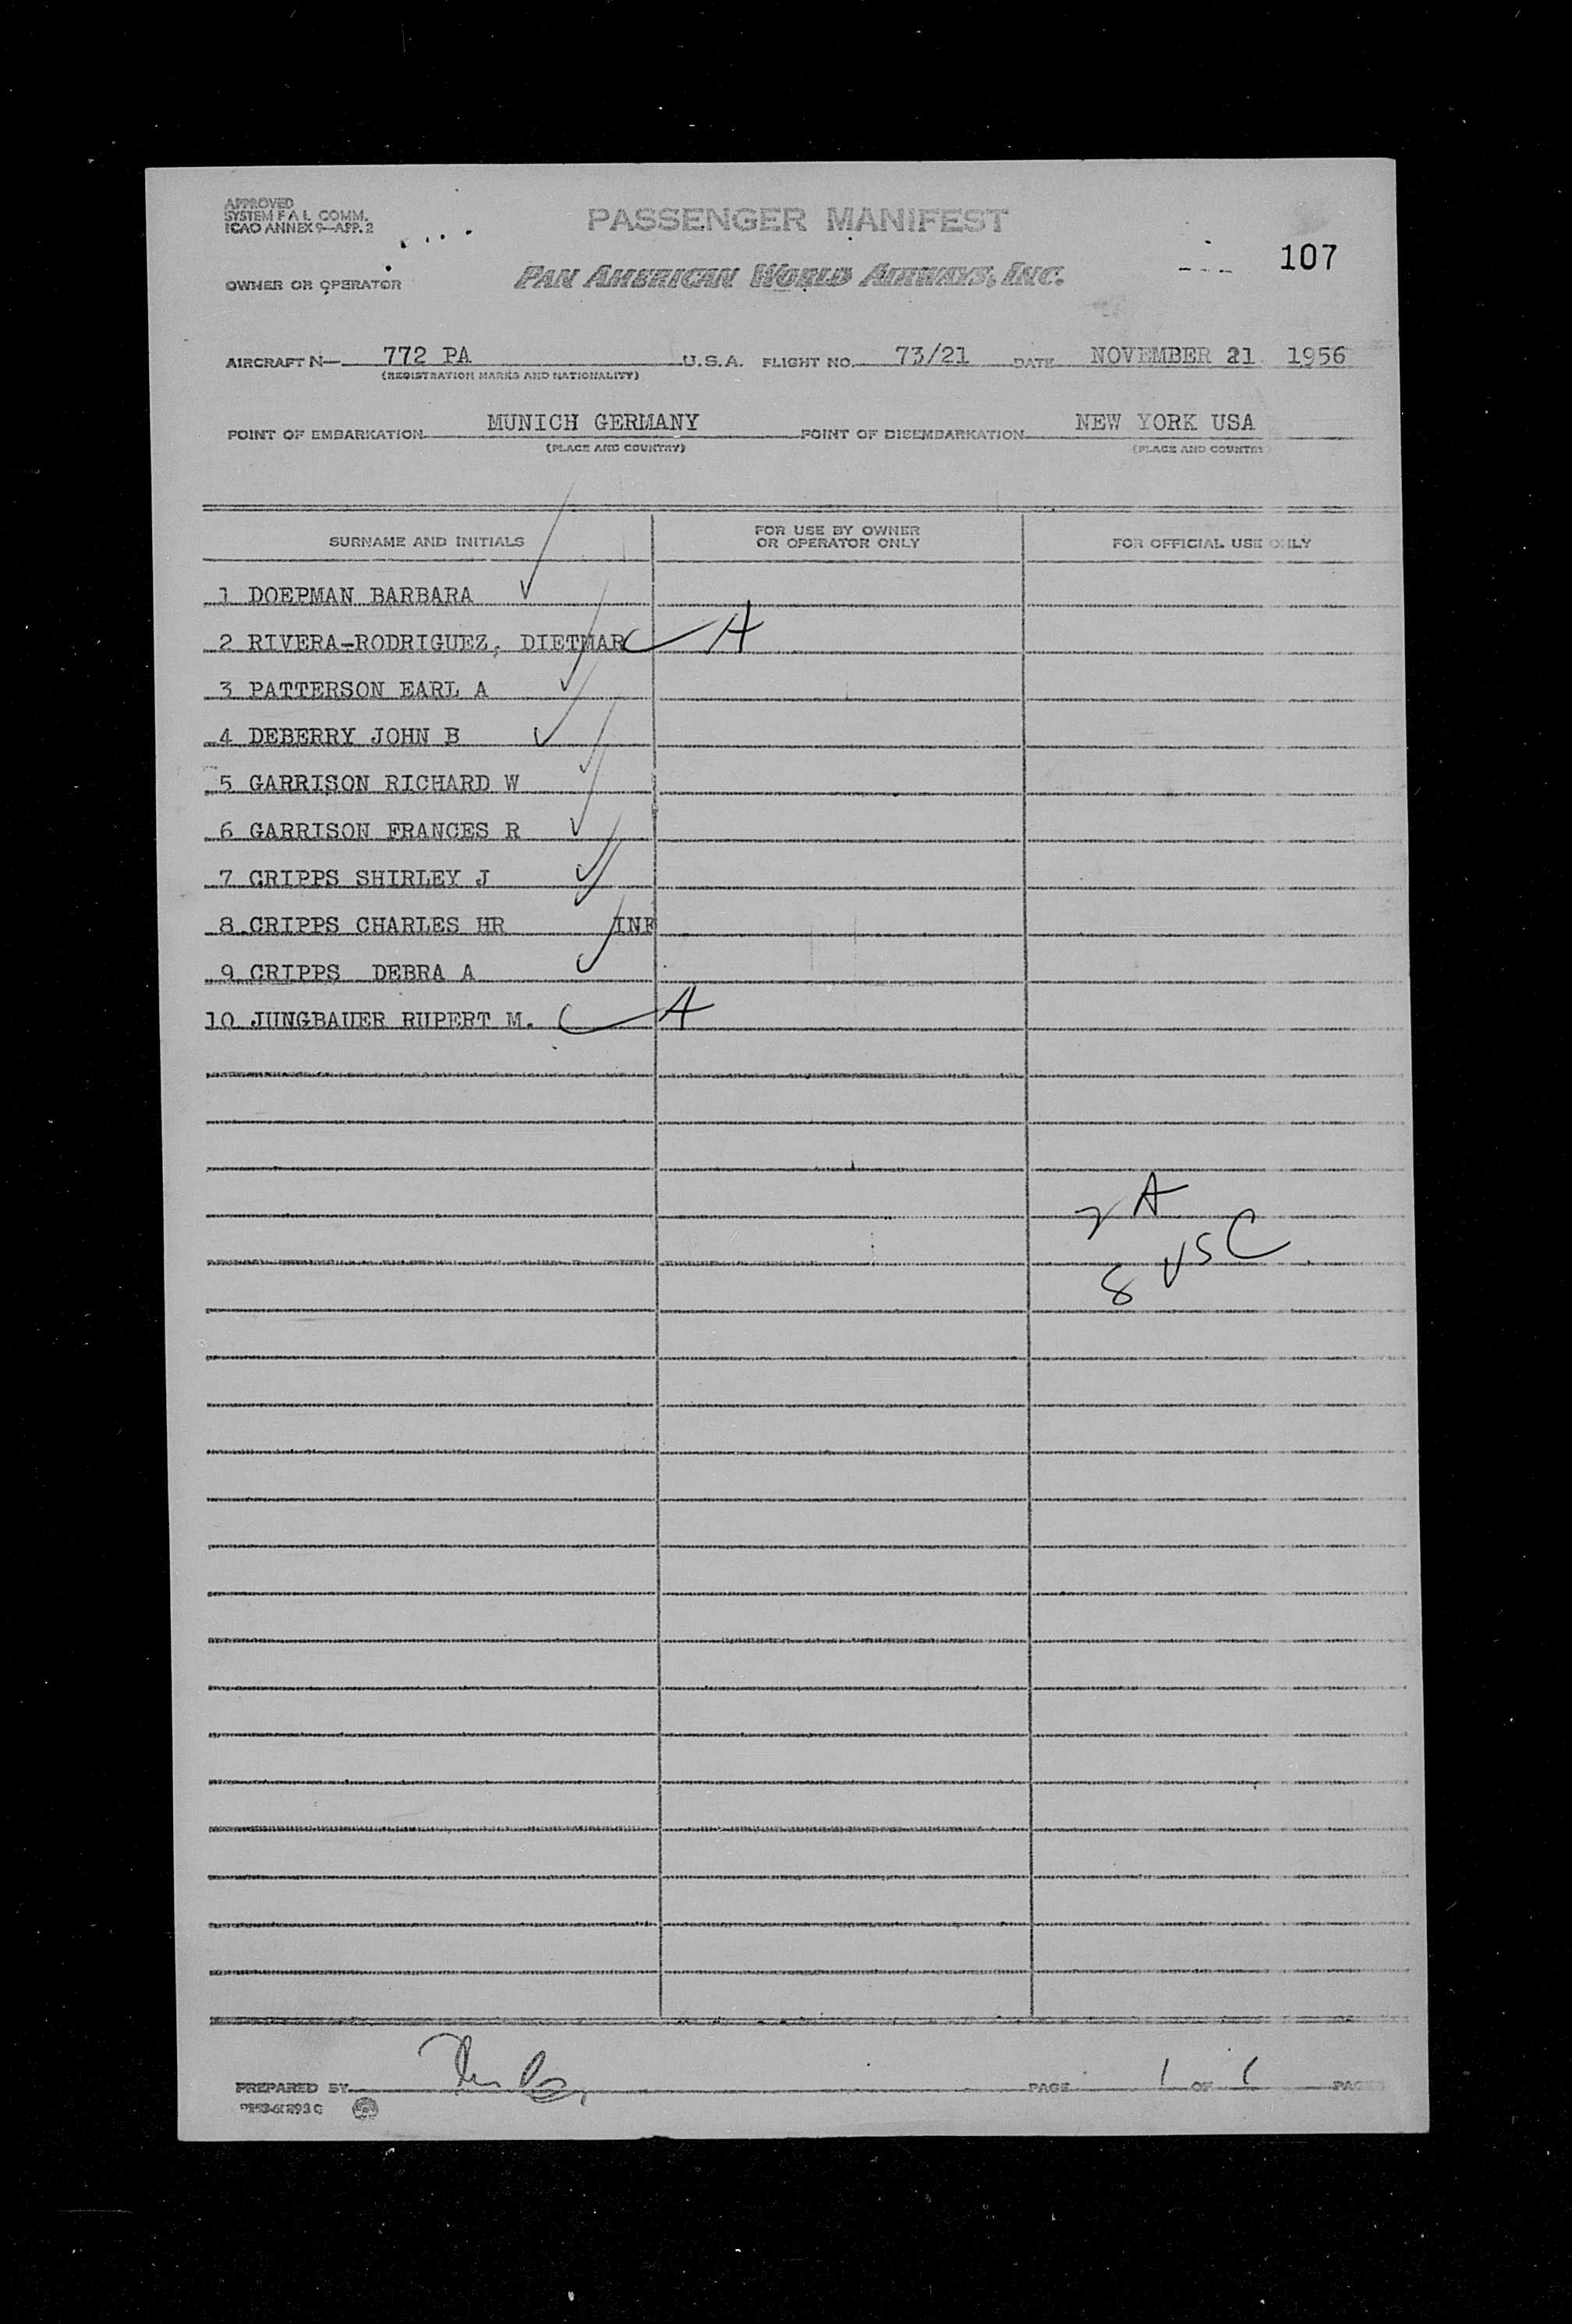 APPROVED
SYSTEM F A L COMM.
ICAO ANNEX 9—APP. 2
PASSENGER MANIFEST
107
OWNER OR OPERATOR PAN AMERICAN WORLD AIRWAYS, INC.
AIRCRAFT N— 772 PA U.S.A. FLIGHT NO. 73/21 DATE NOVEMBER 21 1956
(REGISTRATION MARKS AND NATIONALITY)
POINT OF EMBARKATION MUNICH GERMANY POINT OF DISEMBARKATION NEW YORK USA
(PLACE AND COUNTRY) (PLACE AND COUNTRY)
SURNAME AND INITIALS FOR USE BY OWNER OR OPERATOR ONLY FOR OFFICIAL USE ONLY
1 DOEPMAN BARBARA
2 RIVERA-RODRIGUEZ, DIETMAR A
3 PATTERSON EARL A
4 DEBERRY JOHN B
5 GARRISON RICHARD W
6 GARRISON FRANCES R
7 CRIPPS SHIRLEY J
8 CRIPPS CHARLES HR INF
9 CRIPPS DEBRA A
10 JUNGBAUER RUPERT M. A
2 A
8 USC
PREPARED BY PAGE 1 OF 1 PAGES